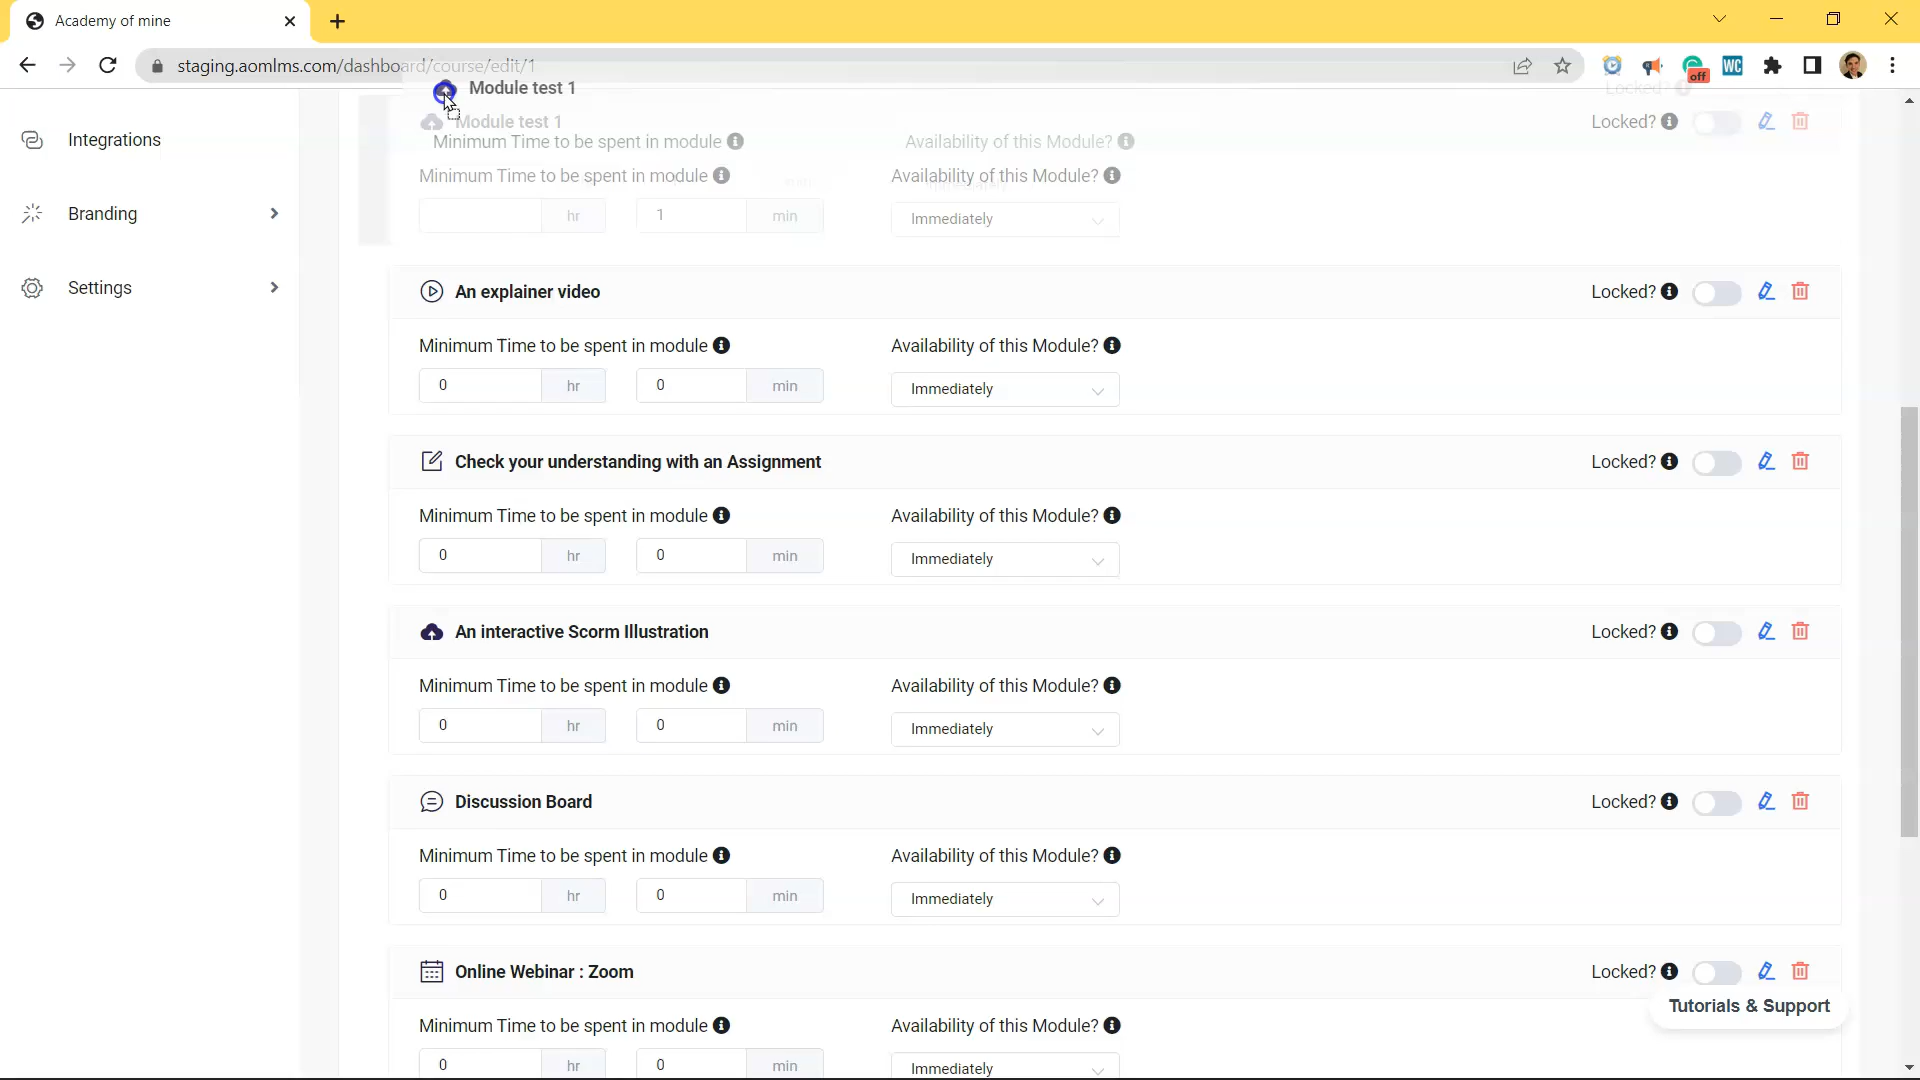 Academy of mine
staging.aomlms.com/dashboard/course/edit/1
off
WC
Module test 1
Locked?
Module test 1
Locked?
Minimum Time to be spent in module
Availability of this Module?
Minimum Time to be spent in module
Availability of this Module?
Immediately
hr
1
min
Immediately
Integrations
Branding
Settings
An explainer video
Locked?
Minimum Time to be spent in module
Availability of this Module?
0 hr
0 min
Immediately
Check your understanding with an Assignment
Locked?
Minimum Time to be spent in module
Availability of this Module?
0 hr
0 min
Immediately
An interactive Scorm Illustration
Locked?
Minimum Time to be spent in module
Availability of this Module?
0 hr
0 min
Immediately
Discussion Board
Locked?
Minimum Time to be spent in module
Availability of this Module?
0 hr
0 min
Immediately
Online Webinar : Zoom
Locked?
Tutorials & Support
Minimum Time to be spent in module
Availability of this Module?
0 hr
0 min
Immediately